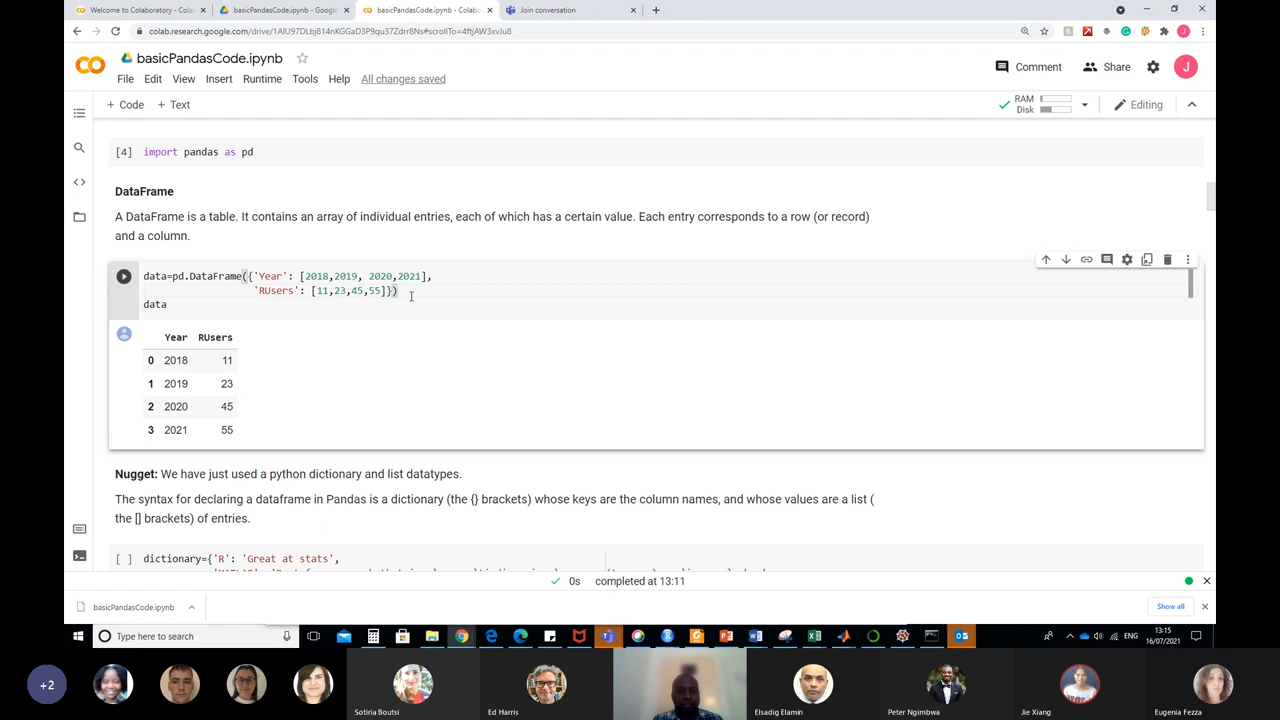 Welcome to Colaboratory - Colab
basicPandasCode.ipynb - Google
basicPandasCode.ipynb - Colab
Join conversation
colab.research.google.com/drive/1AlU97DLbj814nKGGaD3P9qu37Zdrr8Ns#scrollTo=4ftjAW3xvJu8
basicPandasCode.ipynb
Comment
Share
J
File Edit View Insert Runtime Tools Help All changes saved
+ Code + Text
RAM
Disk
Editing
[4] import pandas as pd
DataFrame
A DataFrame is a table. It contains an array of individual entries, each of which has a certain value. Each entry corresponds to a row (or record)
and a column.
data=pd.DataFrame({'Year': [2018,2019, 2020,2021],
'RUsers': [11,23,45,55]})
data
Year RUsers
0 2018 11
1 2019 23
2 2020 45
3 2021 55
Nugget: We have just used a python dictionary and list datatypes.
The syntax for declaring a dataframe in Pandas is a dictionary (the {} brackets) whose keys are the column names, and whose values are a list (
the [] brackets) of entries.
[ ] dictionary={'R': 'Great at stats',
0s completed at 13:11
basicPandasCode.ipynb
Show all
Type here to search
ENG
13:15
16/07/2021
+2
Sotiria Boutsi
Ed Harris
Elsadig Elamin
Peter Ngimbwa
Jie Xiang
Eugenia Fezza